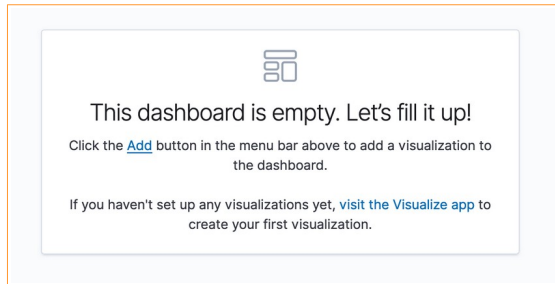 This dashboard is empty. Let’s fill it up!
Click the Add button in the menu bar above to add a visualization to
the dashboard.
If you haven't set up any visualizations yet, visit the Visualize app to
create your first visualization.